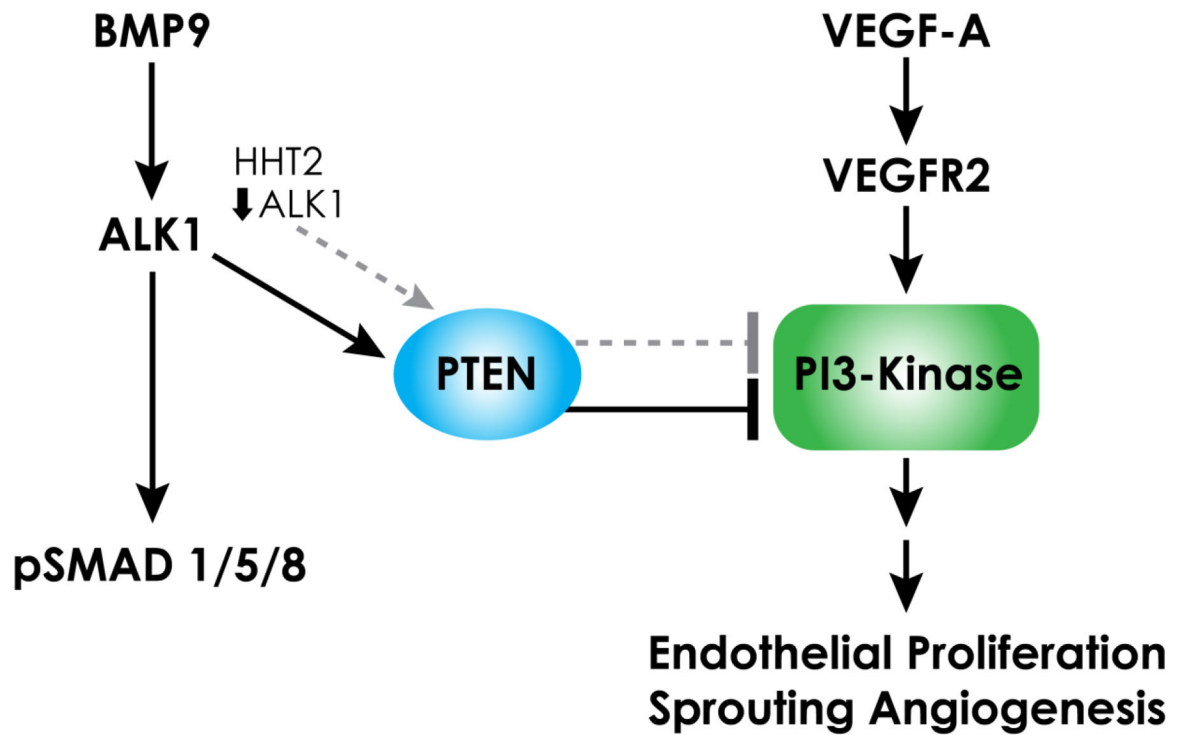 BMP9
VEGF-A
HHT2
ALK1
VEGFR2
ALK1
PTEN
PI3-Kinase
pSMAD 1/5/8
Endothelial Proliferation
Sprouting Angiogenesis